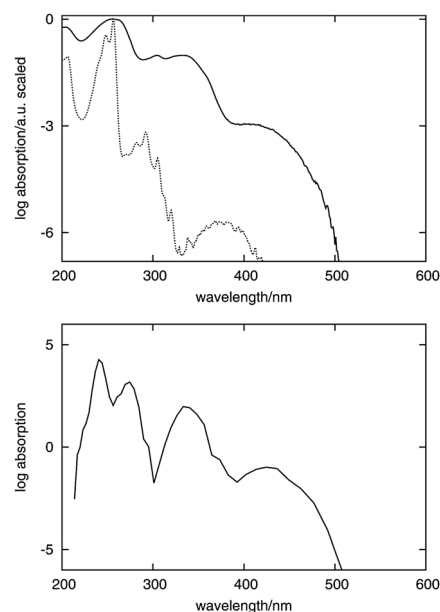 log absorption/a.u. scaled
0
-3
-6
200 300 400 500 600
wavelength/nm
log absorption
5
0
-5
200 300 400 500 600
wavelength/nm